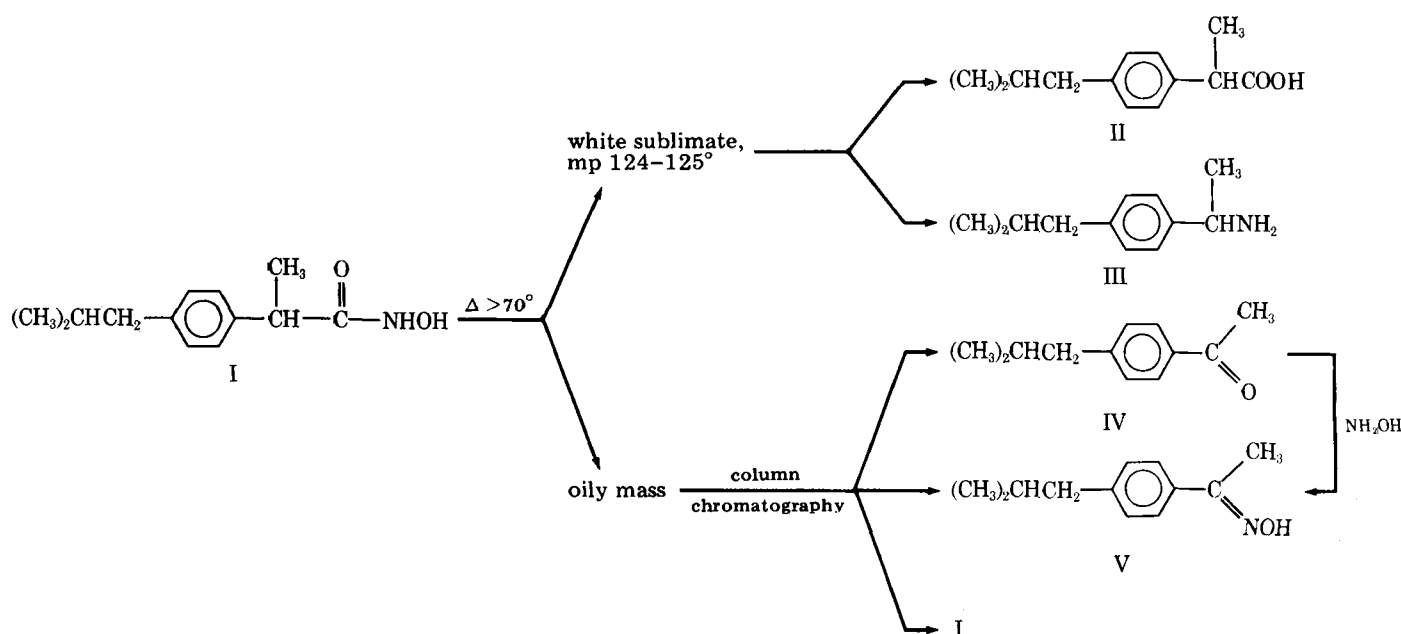 CH₃
(CH₃)₂CHCH₂
CHCOOH
II
white sublimate,
mp 124–125°
CH₃
(CH₃)₂CHCH₂
CHNH₂
III
CH₃ O
(CH₃)₂CHCH₂ CH C NHOH
I
Δ >70°
CH₃
(CH₃)₂CHCH₂ C
O
IV
NH₂OH
oily mass
column
chromatography
CH₃
(CH₃)₂CHCH₂ C
NOH
V
I